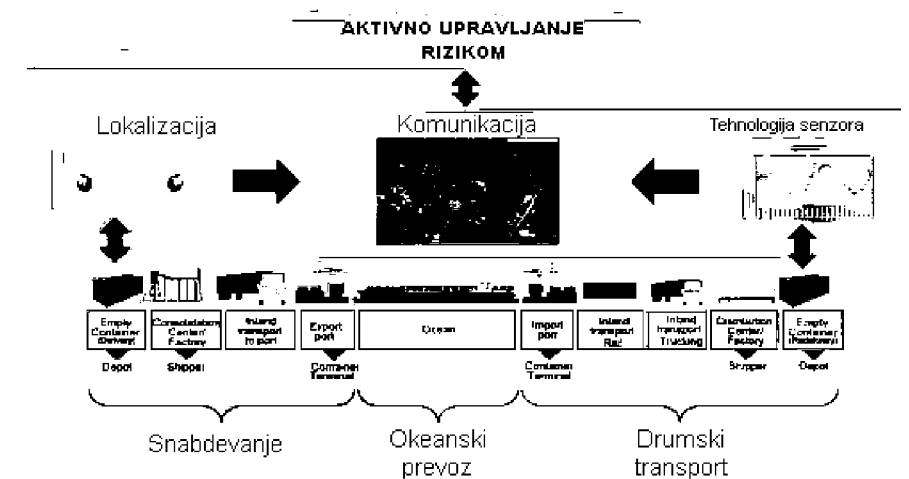 AKTIVNO UPRAVLJANJE
RIZIKOM
Lokalizacija
Komunikacija
Tehnologija senzora
Empty
Container
(Delivery)
Consolidation
Center/
Factory
Inland
transport
to port
Export
port
Ocean
Import
port
Inland
transport
Rail
Inland
transport
Trucking
Distribution
Center/
Factory
Empty
Container
(Redelivery)
Depot
Shipper
Container
Terminal
Container
Terminal
Shipper
Depot
Snabdevanje
Okeanski
prevoz
Drumski
transport